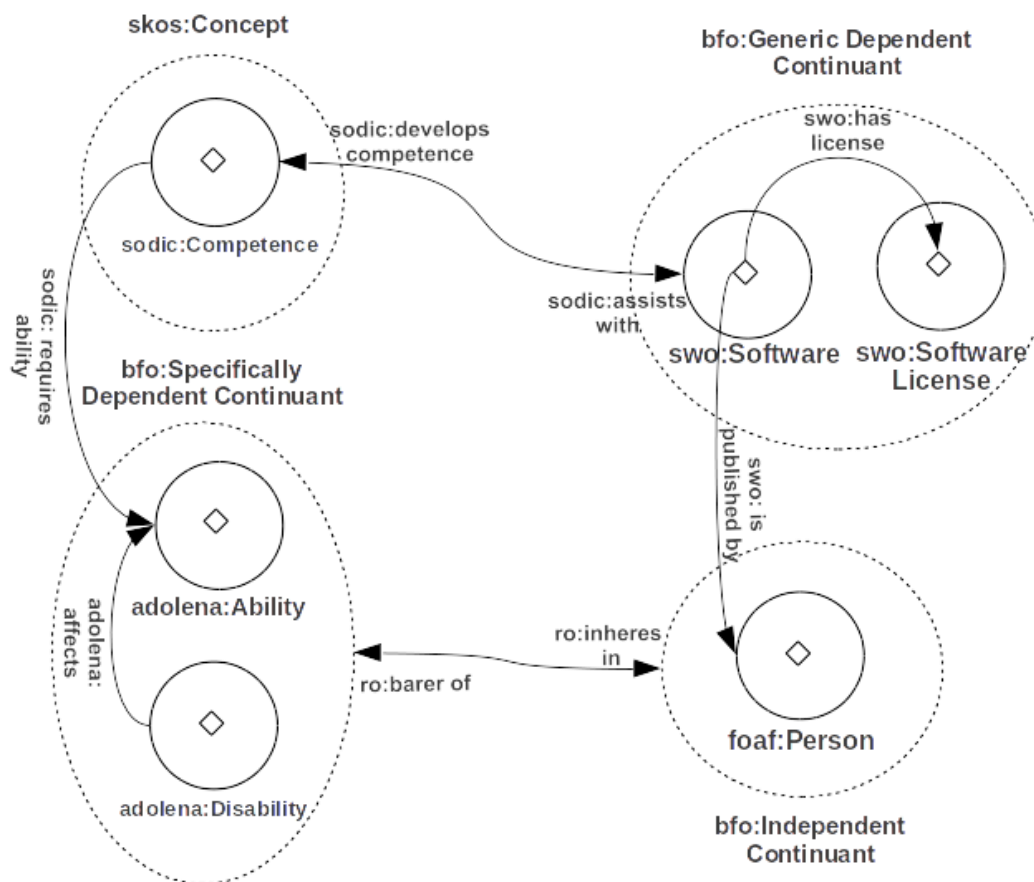 skos:Concept
bfo:Generic Dependent
Continuant
swo:has
license
sodic:develops
competence
sodic:Competence
sodic: requires
ability
sodic:assists
with
swo:Software
swo:Software
License
bfo:Specifically
Dependent Continuant
swo: is
published by
adolena:Ability
adolena:
affects
ro:inheres
in
ro:barer of
foaf:Person
adolena:Disability
bfo:Independent
Continuant